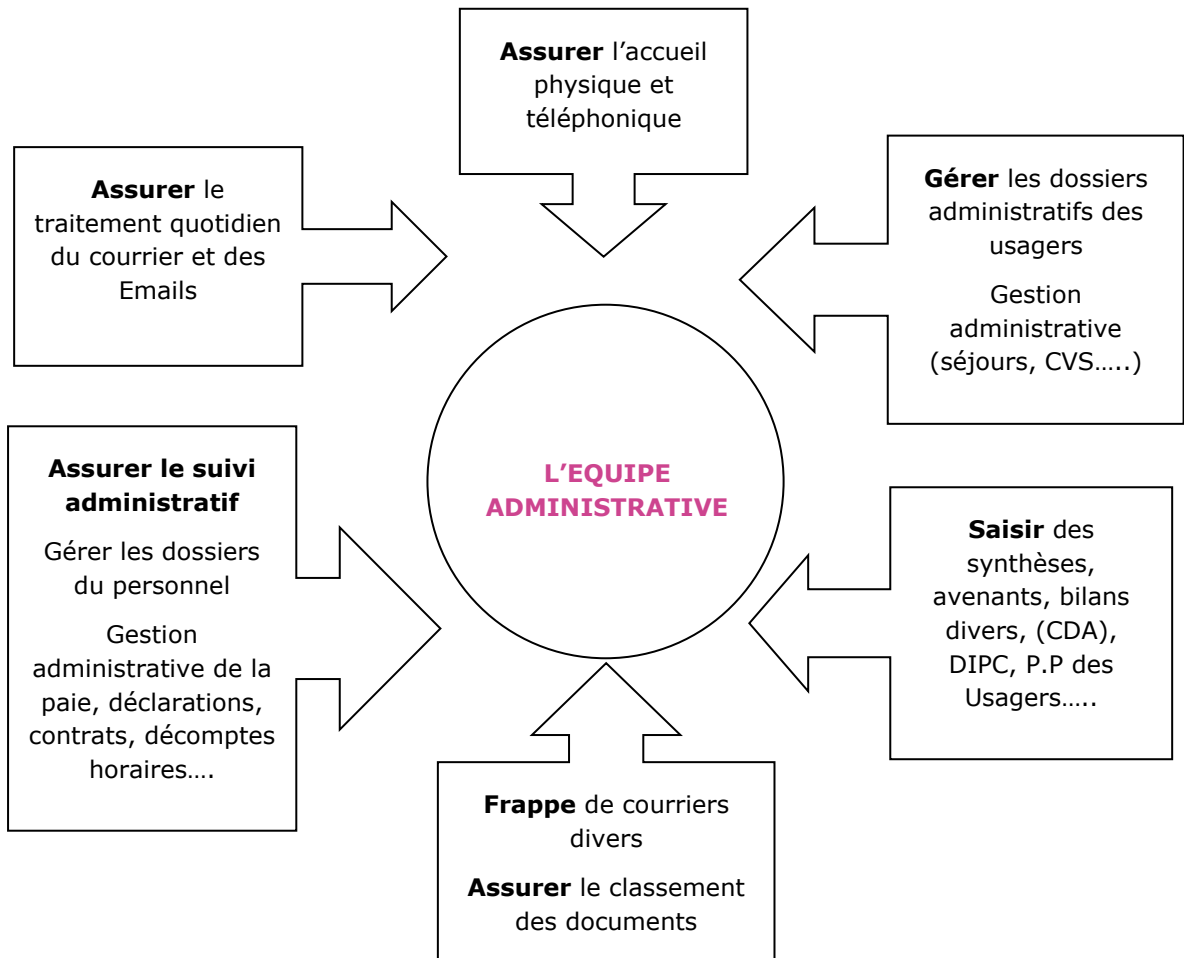 Assurer l’accueil
physique et
téléphonique
Assurer le
traitement quotidien
du courrier et des
Emails
Gérer les dossiers
administratifs des
usagers
Gestion
administrative
(séjours, CVS…..)
L’EQUIPE
ADMINISTRATIVE
Assurer le suivi
administratif
Gérer les dossiers
du personnel
Gestion
administrative de la
paie, déclarations,
contrats, décomptes
horaires….
Saisir des
synthèses,
avenants, bilans
divers, (CDA),
DIPC, P.P des
Usagers…..
Frappe de courriers
divers
Assurer le classement
des documents